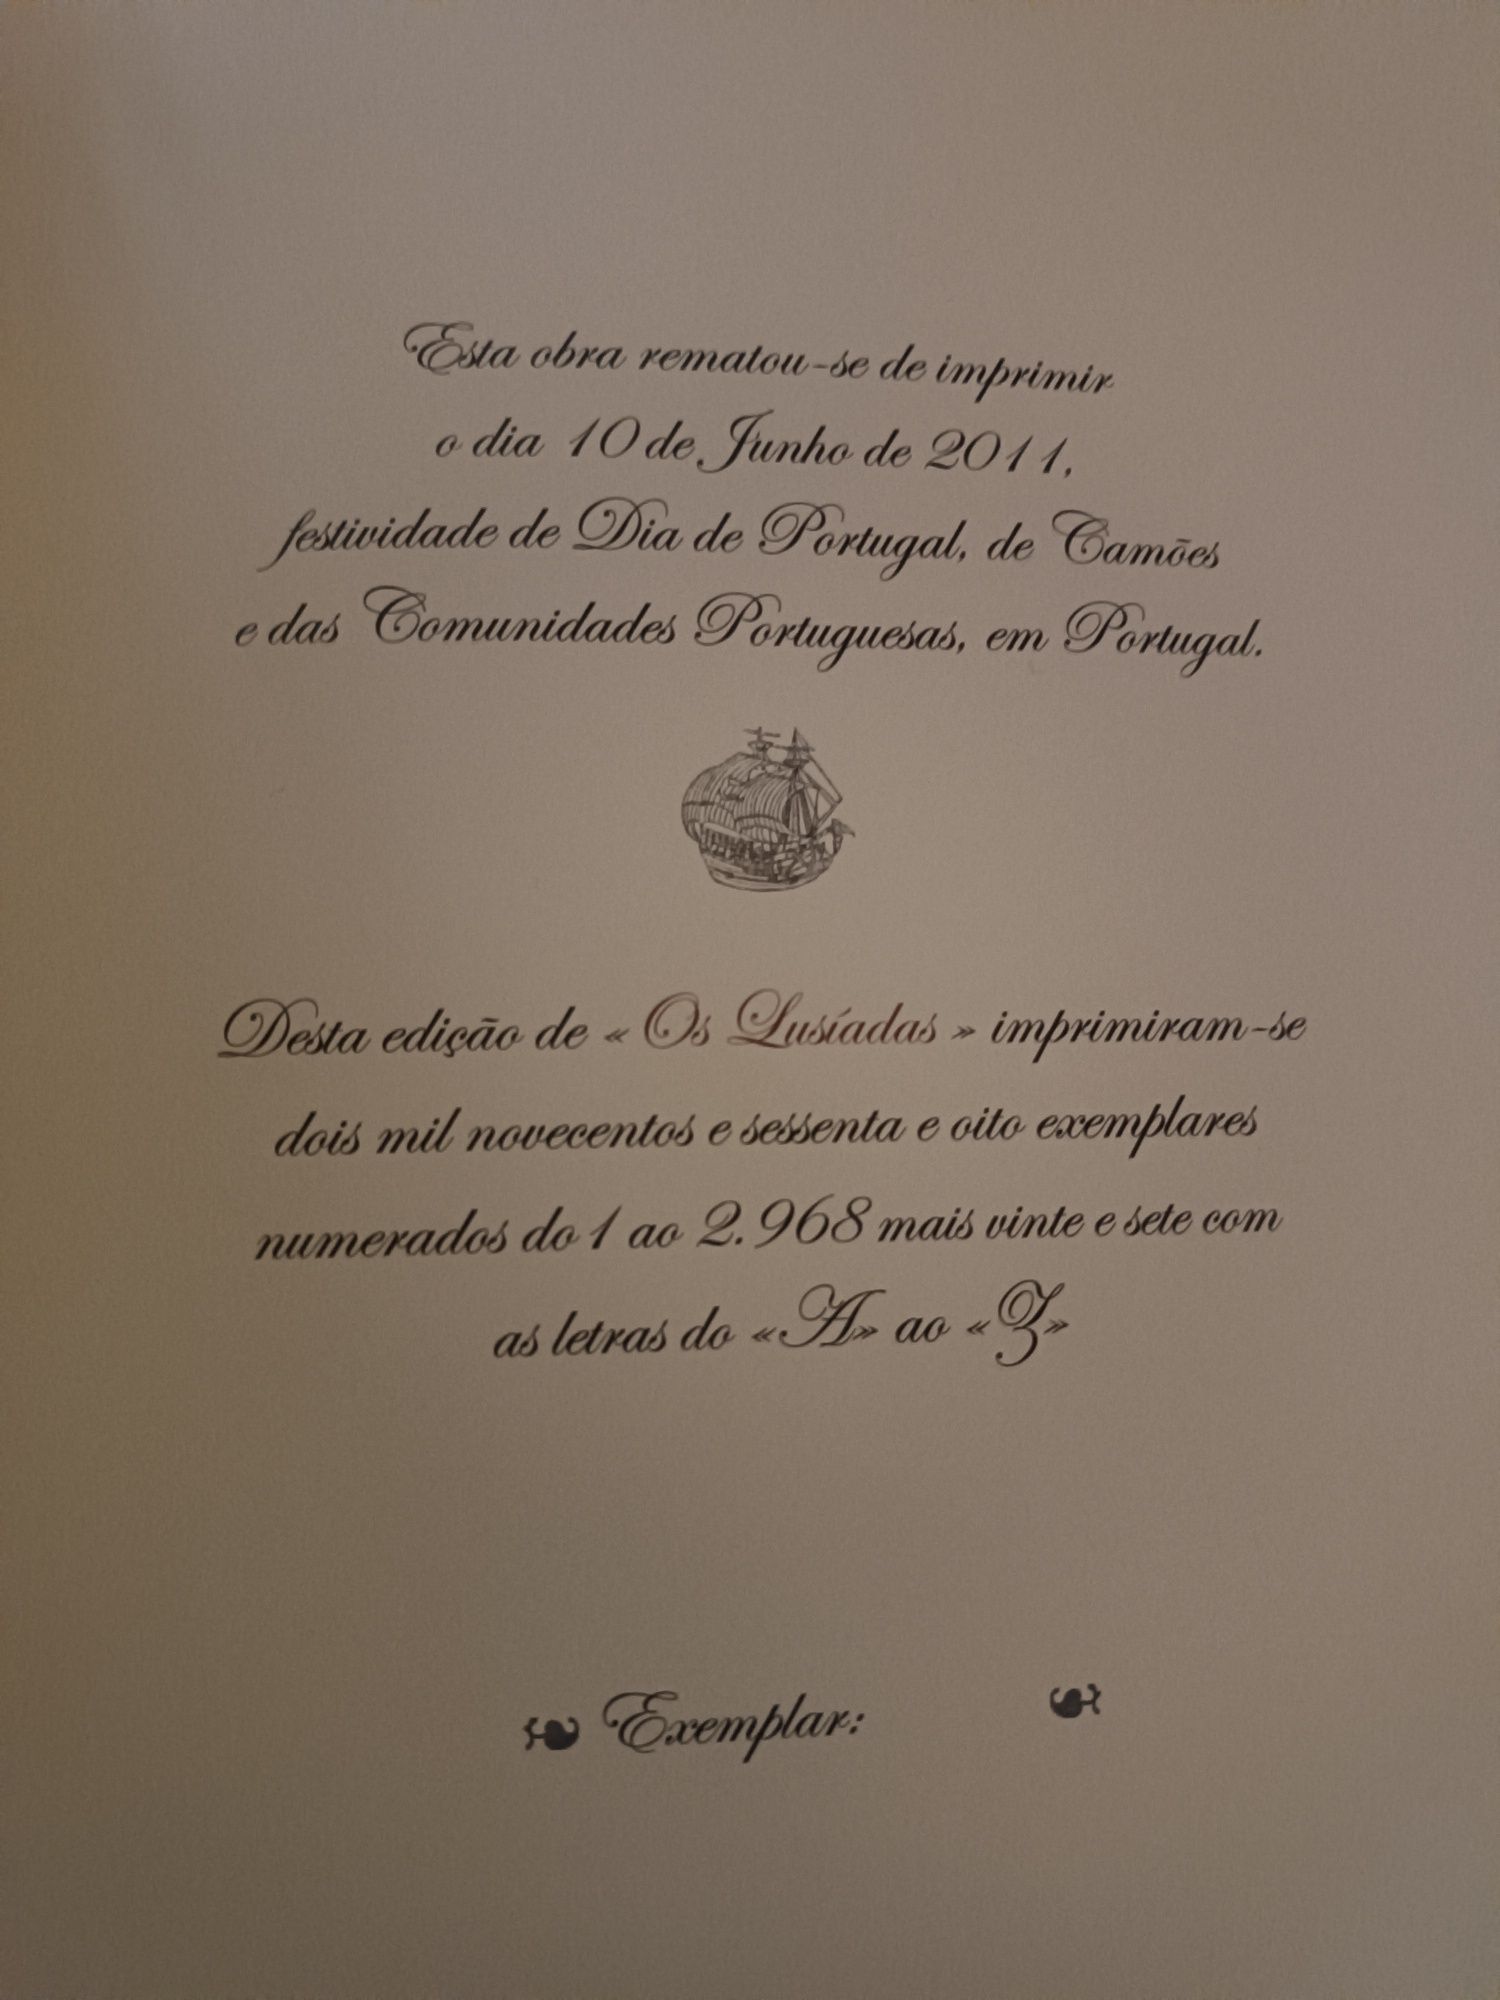 Esta obra rematou-se de imprimir
o dia 10 de Junho de 2011,
festividade de Dia de Portugal, de Camões
e das Comunidades Portuguesas, em Portugal.
Desta edição de « Os Lusíadas » imprimiram-se
dois mil novecentos e sessenta e oito exemplares
numerados do 1 ao 2.968 mais vinte e sete com
as letras do «A» ao «Z»
Exemplar: